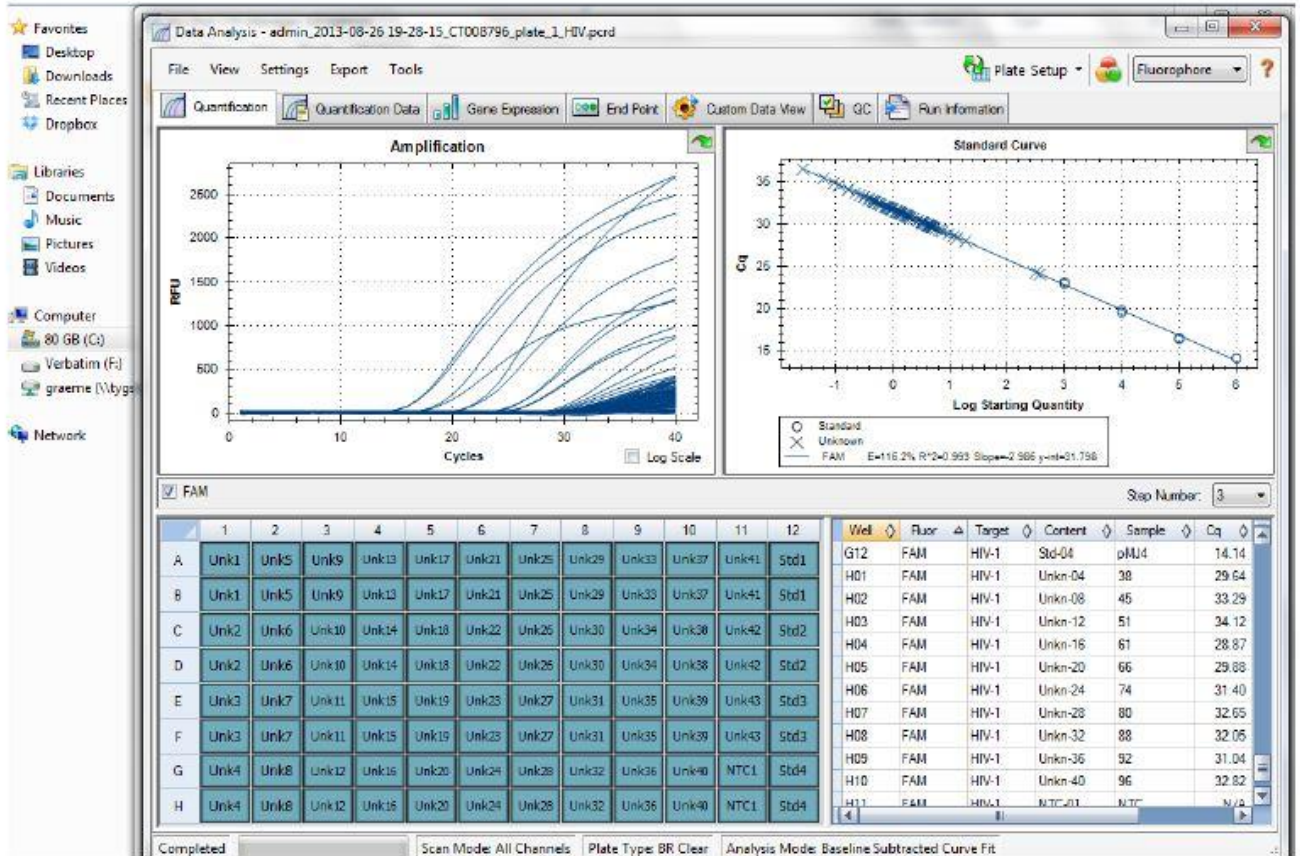 Favorites
Desktop
Downloads
Recent Places
Dropbox
Libraries
Documents
Music
Pictures
Videos
Computer
80 GB (C:)
Verbatim (F:)
graeme (\\tygs
Network
Data Analysis - admin_2013-08-26 19-28-15_CT008796_plate_1_HIV.pcrd
File View Settings Export Tools
Plate Setup Fluorophore ?
Quantification Quantification Data Gene Expression End Point Custom Data View QC Run Information
Amplification
RFU
2500
2000
1500
1000
500
0
0 10 20 30 40
Cycles
Log Scale
Standard Curve
Cq
35
30
25
20
15
-1 0 1 2 3 4 5 6
Log Starting Quantity
Standard
Unknown
FAM E=116.2% R^2=0.993 Slope=-2.986 y-int=31.798
FAM
Step Number: 3
1 2 3 4 5 6 7 8 9 10 11 12
A Unk1 Unk5 Unk9 Unk13 Unk17 Unk21 Unk25 Unk29 Unk33 Unk37 Unk41 Std1
B Unk1 Unk5 Unk9 Unk13 Unk17 Unk21 Unk25 Unk29 Unk33 Unk37 Unk41 Std1
C Unk2 Unk6 Unk10 Unk14 Unk18 Unk22 Unk26 Unk30 Unk34 Unk38 Unk42 Std2
D Unk2 Unk6 Unk10 Unk14 Unk18 Unk22 Unk26 Unk30 Unk34 Unk38 Unk42 Std2
E Unk3 Unk7 Unk11 Unk15 Unk19 Unk23 Unk27 Unk31 Unk35 Unk39 Unk43 Std3
F Unk3 Unk7 Unk11 Unk15 Unk19 Unk23 Unk27 Unk31 Unk35 Unk39 Unk43 Std3
G Unk4 Unk8 Unk12 Unk16 Unk20 Unk24 Unk28 Unk32 Unk36 Unk40 NTC1 Std4
H Unk4 Unk8 Unk12 Unk16 Unk20 Unk24 Unk28 Unk32 Unk36 Unk40 NTC1 Std4
Well Fluor Target Content Sample Cq
G12 FAM HIV-1 Std-04 pMJ4 14.14
H01 FAM HIV-1 Unkn-04 38 29.64
H02 FAM HIV-1 Unkn-08 45 33.29
H03 FAM HIV-1 Unkn-12 51 34.12
H04 FAM HIV-1 Unkn-16 61 28.87
H05 FAM HIV-1 Unkn-20 66 29.88
H06 FAM HIV-1 Unkn-24 74 31.40
H07 FAM HIV-1 Unkn-28 80 32.65
H08 FAM HIV-1 Unkn-32 88 32.05
H09 FAM HIV-1 Unkn-36 92 31.04
H10 FAM HIV-1 Unkn-40 96 32.82
H11 FAM HIV-1 NTC-01 NTC N/A
Completed Scan Mode: All Channels Plate Type: BR Clear Analysis Mode: Baseline Subtracted Curve Fit